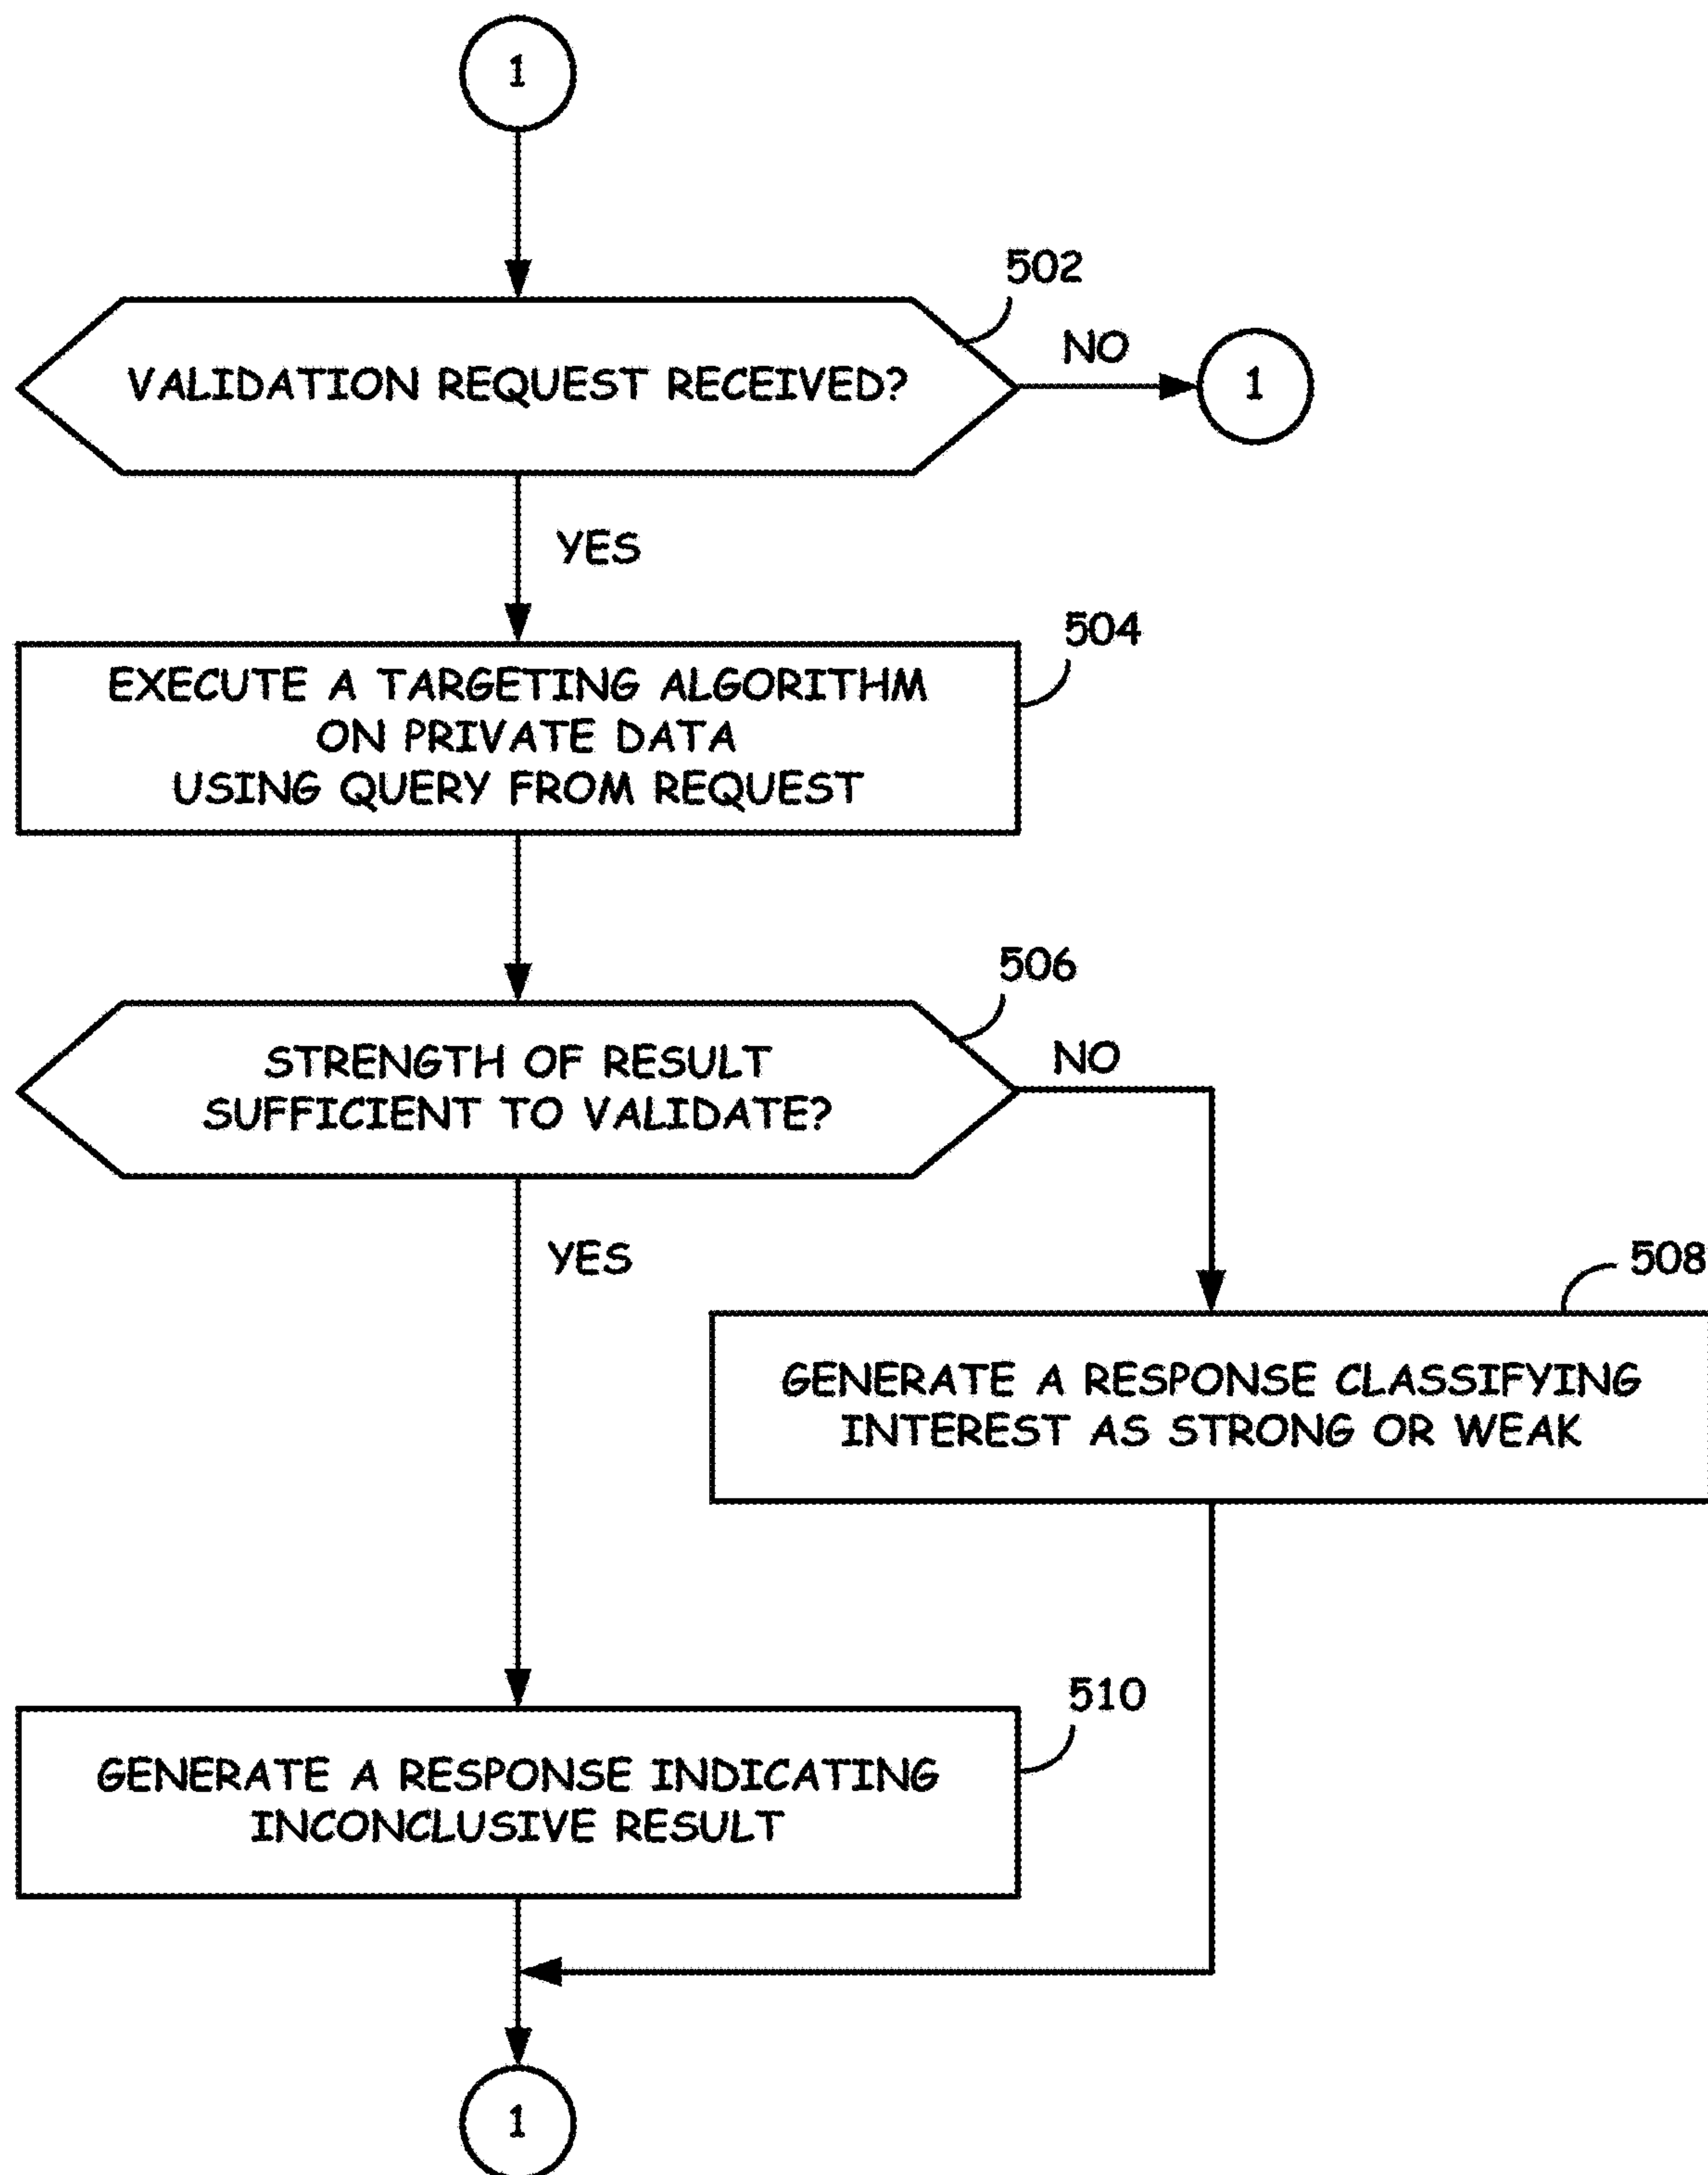 1
502
VALIDATION REQUEST RECEIVED?
NO
1
YES
504
EXECUTE A TARGETING ALGORITHM
ON PRIVATE DATA
USING QUERY FROM REQUEST
506
STRENGTH OF RESULT
SUFFICIENT TO VALIDATE?
NO
YES
508
GENERATE A RESPONSE CLASSIFYING
INTEREST AS STRONG OR WEAK
510
GENERATE A RESPONSE INDICATING
INCONCLUSIVE RESULT
1